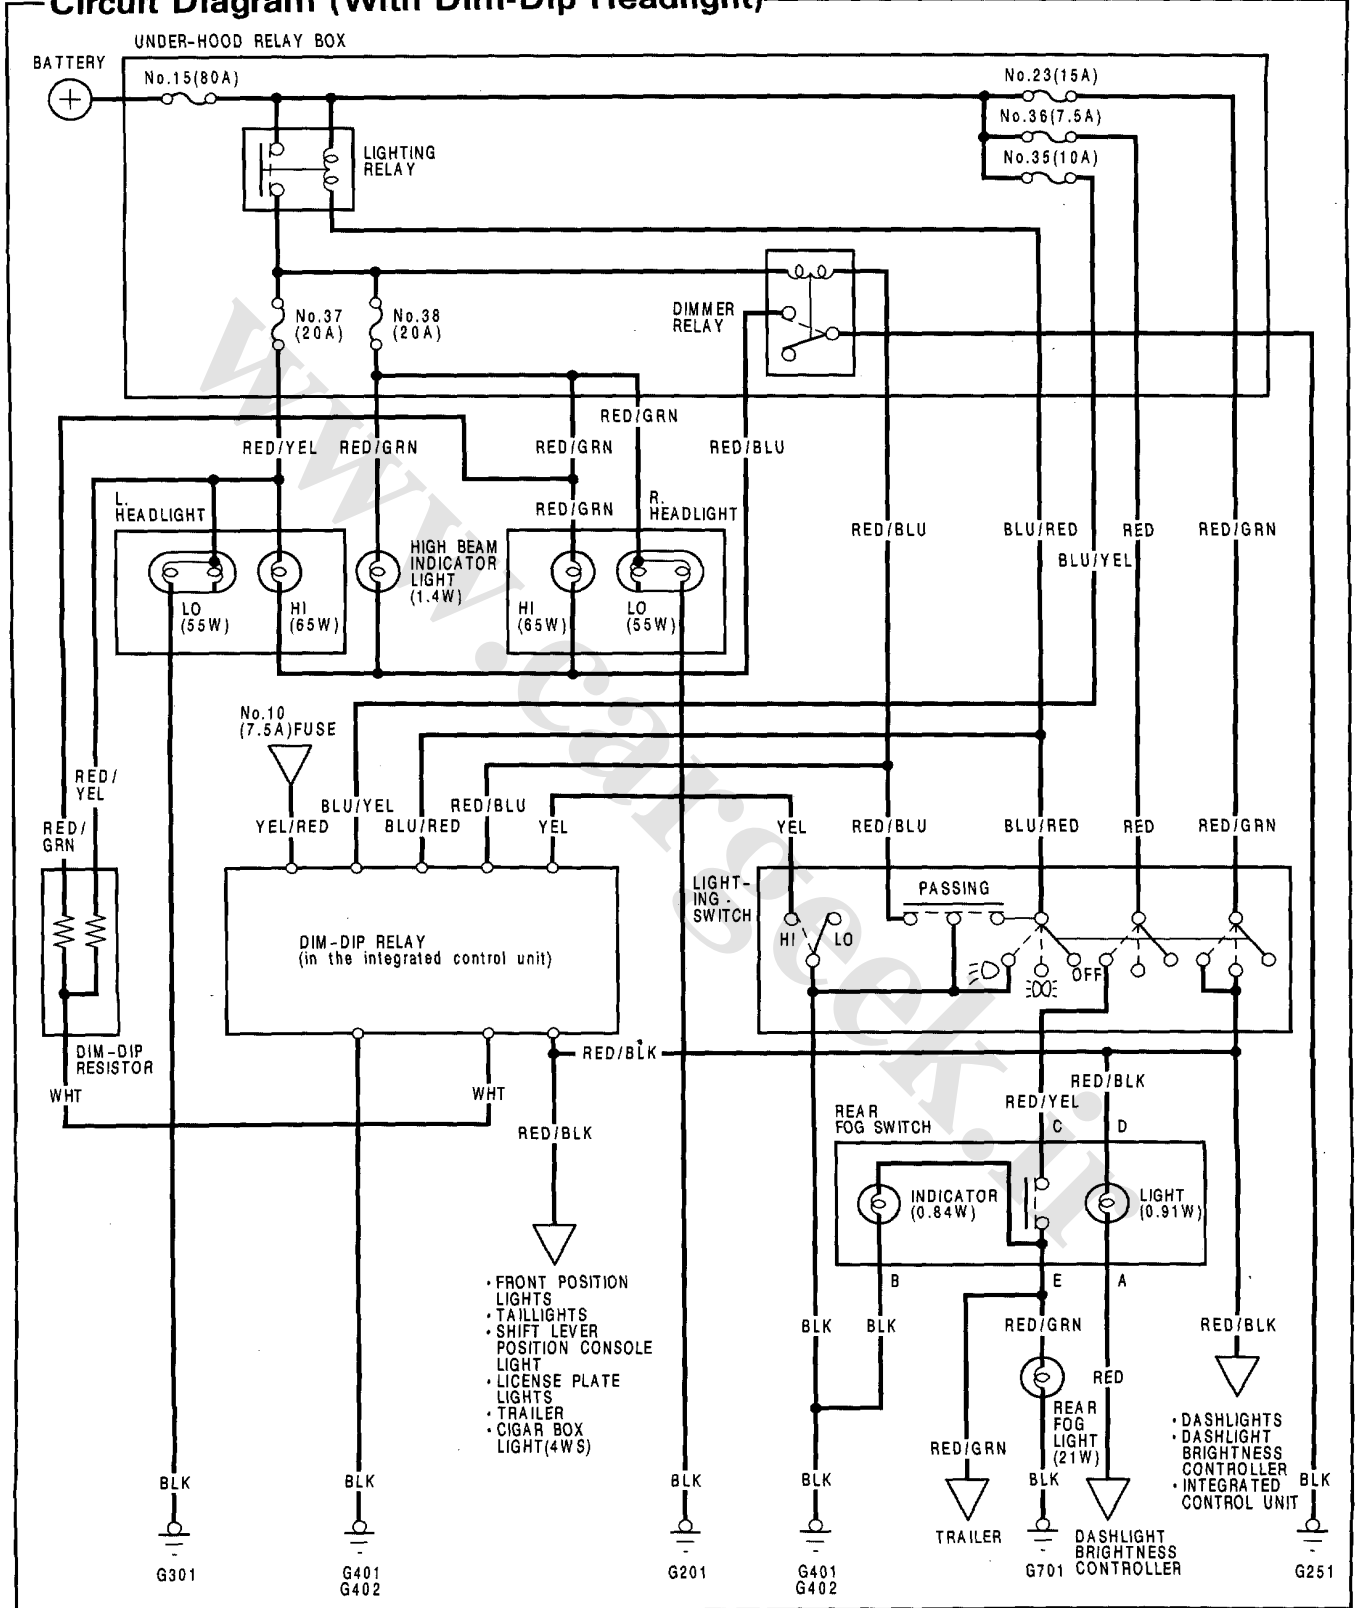 Circuit Diagram (With Dim-Dip Headlight)
UNDER-HOOD RELAY BOX
BATTERY
No.15(80A)
No.23(15A)
No.36(7.5A)
No.35(10A)
LIGHTING
RELAY
No.37
(20A)
No.38
(20A)
DIMMER
RELAY
RED/GRN
RED/YEL
RED/GRN
RED/GRN
RED/BLU
L.
HEADLIGHT
RED/GRN
R.
HEADLIGHT
RED/BLU
BLU/RED
RED
RED/GRN
BLU/YEL
HIGH BEAM
INDICATOR
LIGHT
(1.4W)
LO
(55W)
HI
(65W)
HI
(65W)
LO
(55W)
No.10
(7.5A)FUSE
RED/
YEL
RED/
GRN
YEL/RED
BLU/YEL
BLU/RED
RED/BLU
YEL
YEL
RED/BLU
BLU/RED
RED
RED/GRN
LIGHT-
ING
SWITCH
PASSING
HI
LO
OFF
DIM-DIP RELAY
(in the integrated control unit)
DIM-DIP
RESISTOR
WHT
WHT
RED/BLK
RED/BLK
RED/BLK
RED/YEL
REAR
FOG SWITCH
C
D
INDICATOR
(0.84W)
LIGHT
(0.91W)
B
E
A
• FRONT POSITION
LIGHTS
• TAILLIGHTS
• SHIFT LEVER
POSITION CONSOLE
LIGHT
• LICENSE PLATE
LIGHTS
• TRAILER
• CIGAR BOX
LIGHT(4WS)
BLK
BLK
RED/GRN
RED
RED/BLK
REAR
FOG
LIGHT
(21W)
RED/GRN
• DASHLIGHTS
• DASHLIGHT
BRIGHTNESS
CONTROLLER
• INTEGRATED
CONTROL UNIT
BLK
BLK
BLK
BLK
BLK
BLK
TRAILER
DASHLIGHT
BRIGHTNESS
CONTROLLER
G301
G401
G402
G201
G401
G402
G701
G251
www.cargeek.ir